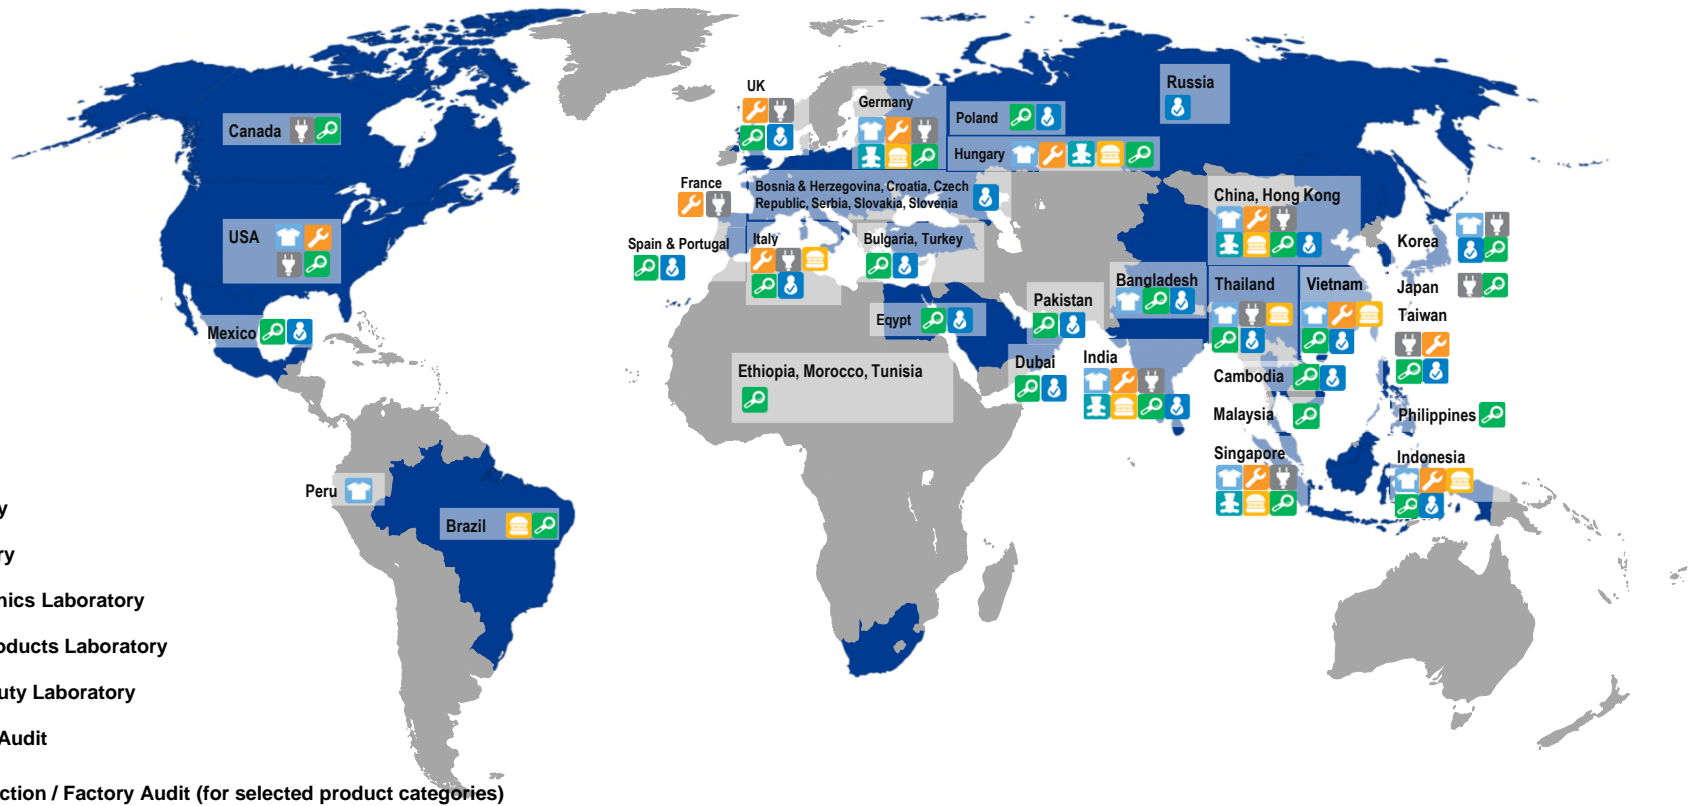 UK
Russia
Germany
Poland
Canada
Hungary
France
Bosnia & Herzegovina, Croatia, Czech
Republic, Serbia, Slovakia, Slovenia
China, Hong Kong
USA
Spain & Portugal
Italy
Bulgaria, Turkey
Korea
Bangladesh
Thailand
Vietnam
Japan
Pakistan
Taiwan
Mexico
Eqypt
Ethiopia, Morocco, Tunisia
Dubai
India
Cambodia
Malaysia
Philippines
Singapore
Indonesia
Peru
Brazil
y
ry
nics Laboratory
oducts Laboratory
uty Laboratory
Audit
ction / Factory Audit (for selected product categories)